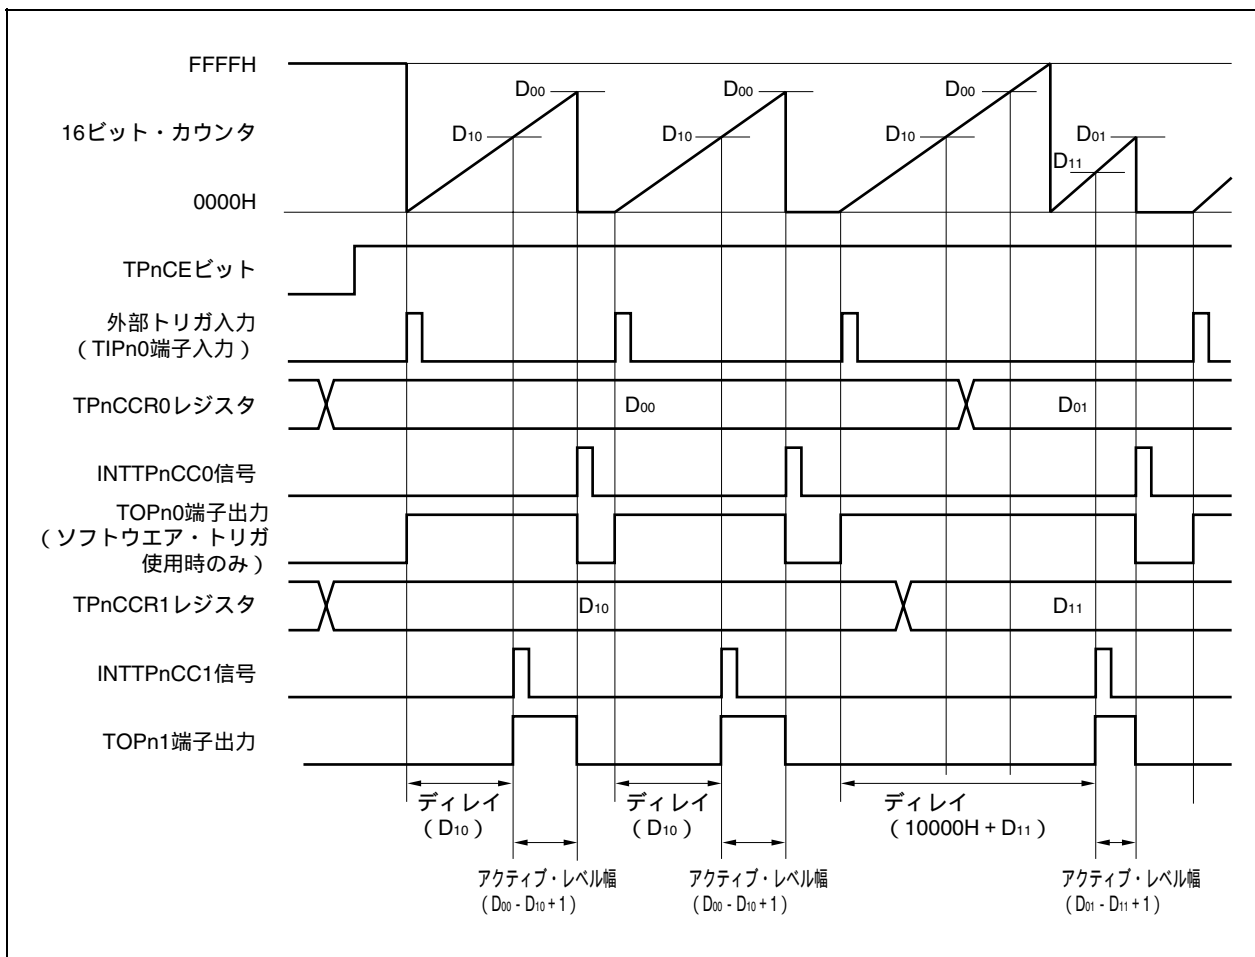 FFFFH
D00
D00
D00
16ビット・カウンタ
D10
D10
D10
D01
D11
0000H
TPnCEビット
外部トリガ入力
(TIPn0端子入力)
TPnCCR0レジスタ
D00
D01
INTTPnCC0信号
TOPn0端子出力
(ソフトウエア・トリガ
使用時のみ)
TPnCCR1レジスタ
D10
D11
INTTPnCC1信号
TOPn1端子出力
ディレイ
(D10)
ディレイ
(D10)
ディレイ
(10000H + D11)
アクティブ・レベル幅
(D00 - D10 + 1)
アクティブ・レベル幅
(D00 - D10 + 1)
アクティブ・レベル幅
(D01 - D11 + 1)